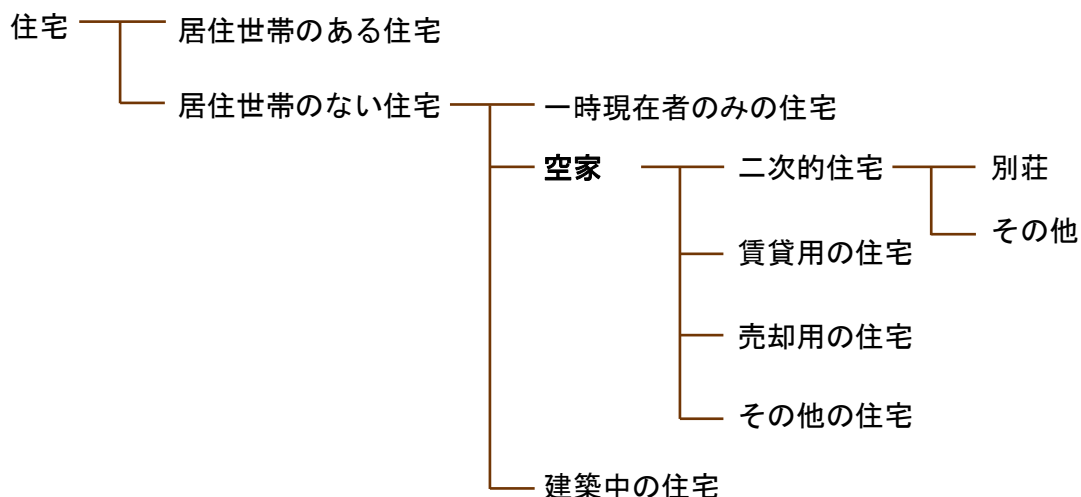 住宅
居住世帯のある住宅
居住世帯のない住宅
一時現在者のみの住宅
空家
二次的住宅
別荘
その他
賃貸用の住宅
売却用の住宅
その他の住宅
建築中の住宅